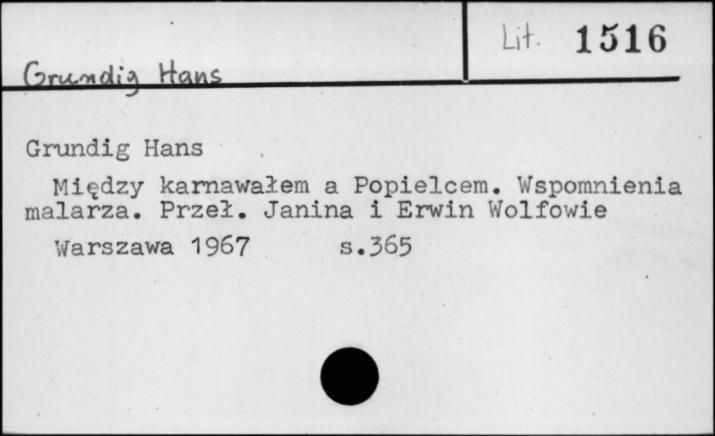 Lit. 1516
Grundig Hans
Grundig Hans
Między karnawałem a Popielcem. Wspomnienia
malarza. Przeł. Janina i Erwin Wolfowie
Warszawa 1967 s.365